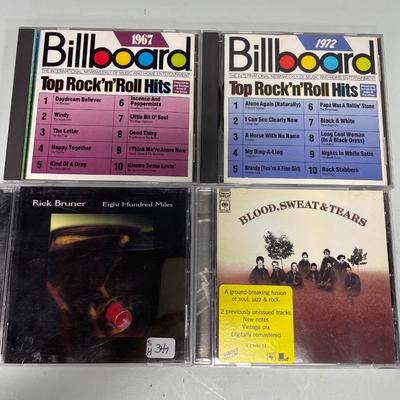 1967
Billboard
THE INTERNATIONAL NEWSWEEKLY OF MUSIC AND HOME ENTERTAINMENT
Top Rock'n'Roll Hits
1 Daydream Believer
2 Windy
3 The Letter
4 Happy Together
5 Kind Of A Drag
6 Incense And Peppermints
7 Little Bit O' Soul
8 Good Thing
9 I Think We're Alone Now
10 Gimme Some Lovin'
1972
Billboard
THE INTERNATIONAL NEWSWEEKLY OF MUSIC AND HOME ENTERTAINMENT
Top Rock'n'Roll Hits
1 Alone Again (Naturally)
2 I Can See Clearly Now
3 A Horse With No Name
4 My Ding-A-Ling
5 Brandy (You're A Fine Girl)
6 Papa Was A Rollin' Stone
7 Black & White
8 Long Cool Woman (In A Black Dress)
9 Nights In White Satin
10 Back Stabbers
Rick Bruner Eight Hundred Miles
S
H
341
BLOOD, SWEAT & TEARS
A ground-breaking fusion
of soul, jazz & rock
2 previously unissued tracks
New notes
Vintage pix
Digitally remastered